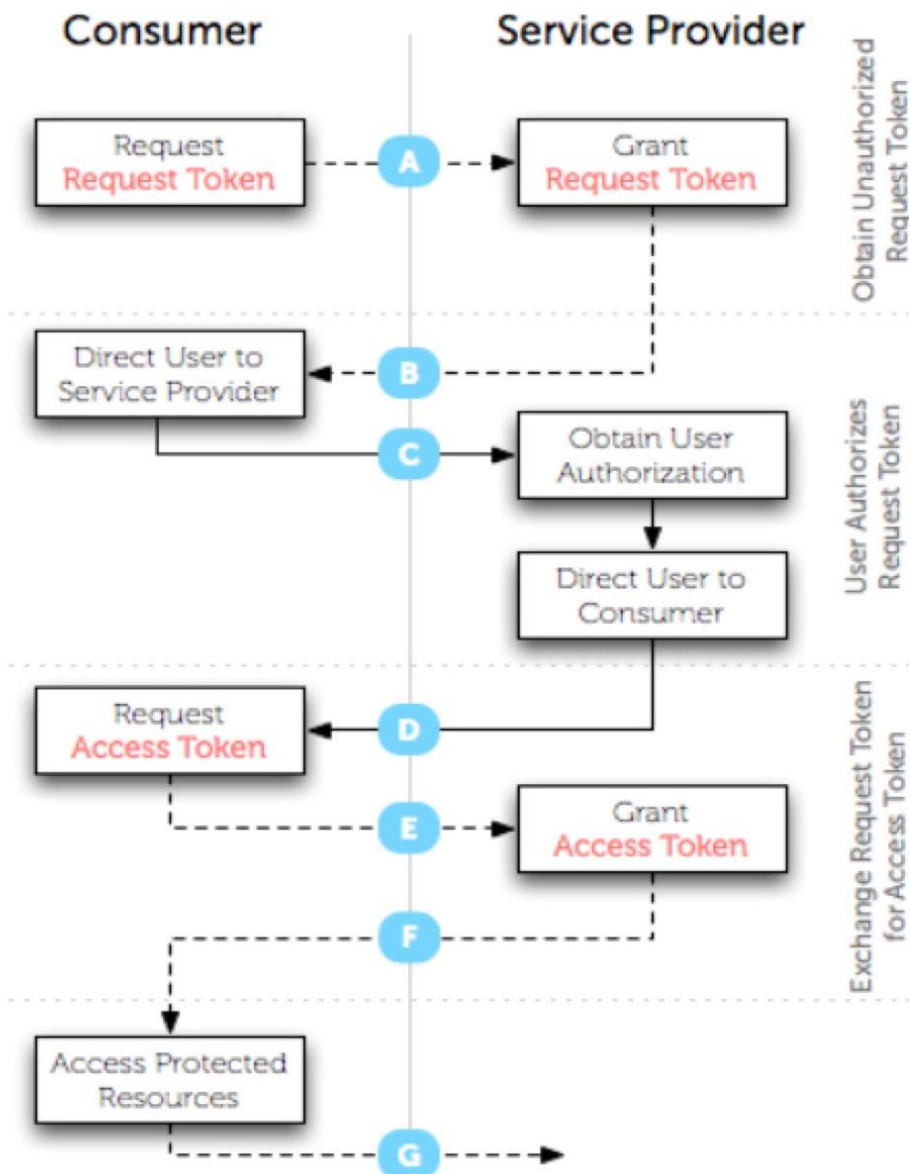 Consumer
Service Provider
Request
Request Token
A
Grant
Request Token
Obtain Unauthorized
Request Token
Direct User to
Service Provider
B
C
Obtain User
Authorization
Direct User to
Consumer
User Authorizes
Request Token
Request
Access Token
D
E
Grant
Access Token
F
Exchange Request Token
for Access Token
Access Protected
Resources
G